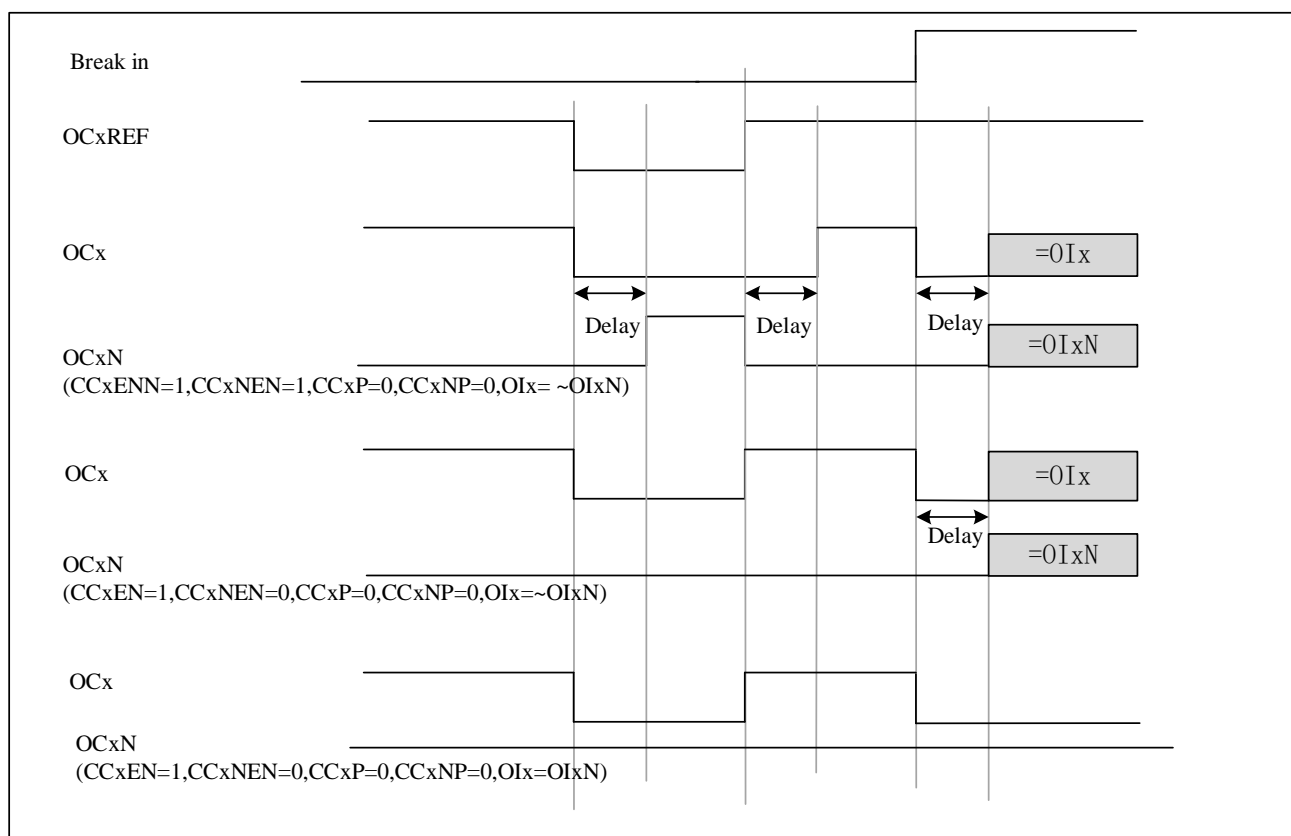 Break in
OCxREF
OCx
=OIx
Delay
Delay
Delay
OCxN
=OIxN
(CCxENN=1,CCxNEN=1,CCxP=0,CCxNP=0,OIx= ~OIxN)
OCx
=OIx
Delay
OCxN
=OIxN
(CCxEN=1,CCxNEN=0,CCxP=0,CCxNP=0,OIx=~OIxN)
OCx
OCxN
(CCxEN=1,CCxNEN=0,CCxP=0,CCxNP=0,OIx=OIxN)